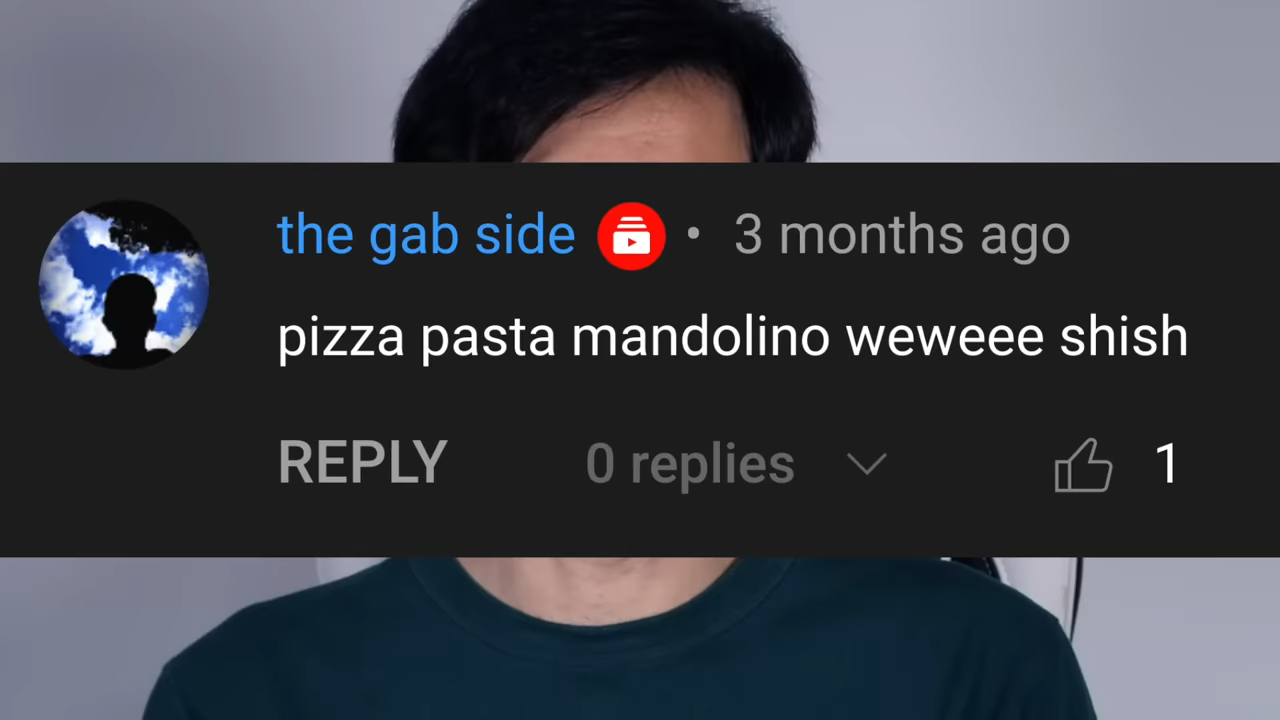 the gab side • 3 months ago
pizza pasta mandolino weweee shish
REPLY 0 replies 1